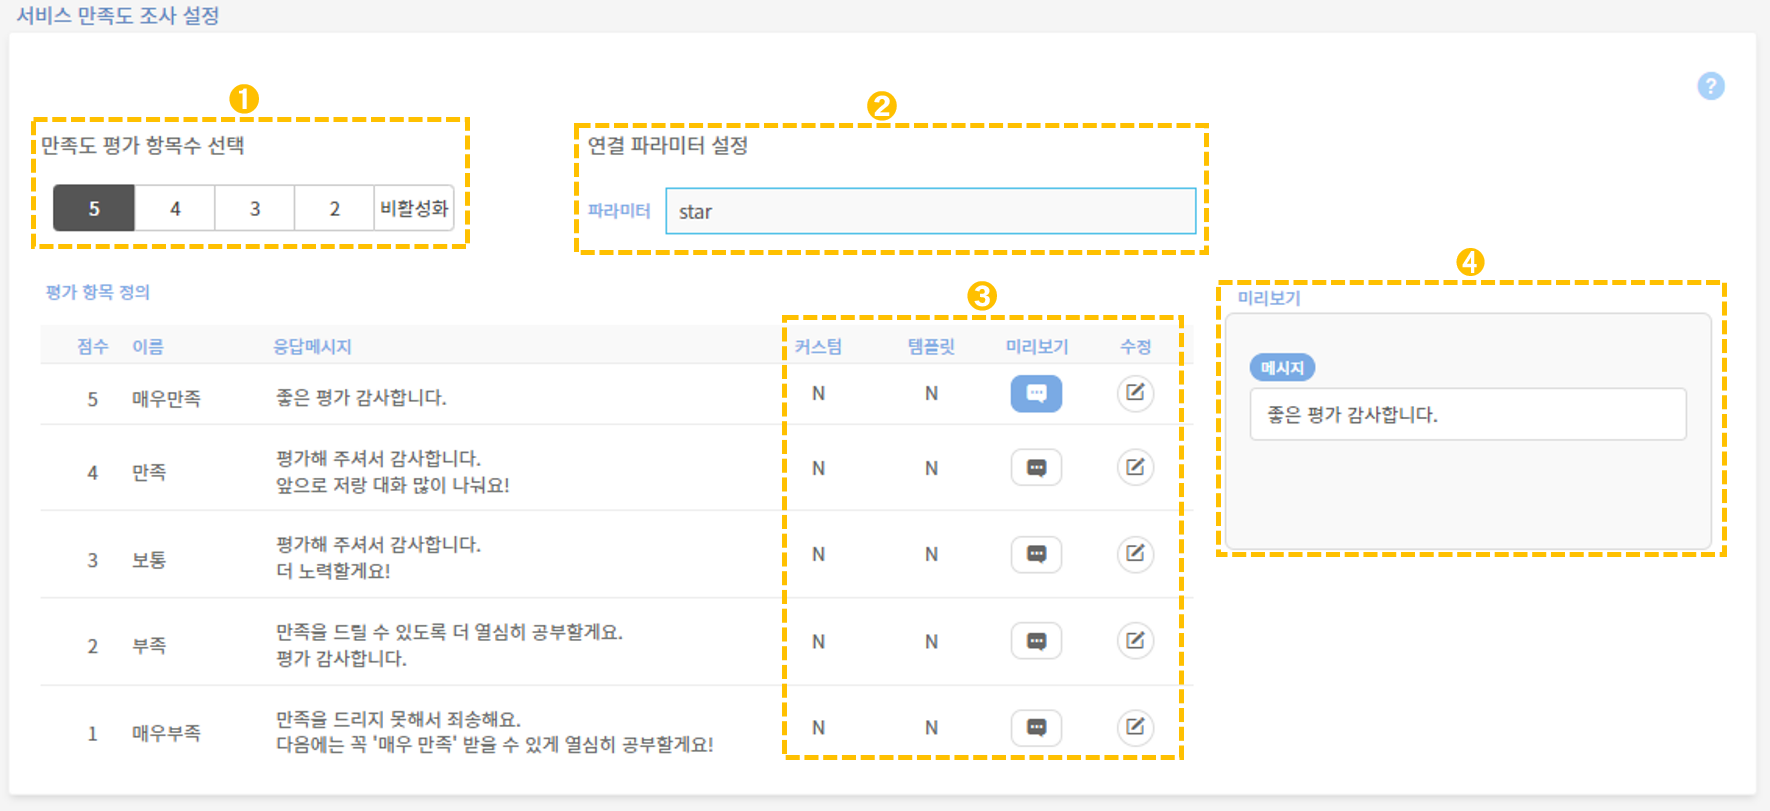 서비스 만족도 조사 설정
?
❶
만족도 평가 항목수 선택
5 4 3 2 비활성화
❷
연결 파라미터 설정
파라미터 star
평가 항목 정의
❸
점수 이름 응답메시지 커스텀 템플릿 미리보기 수정
5 매우만족 좋은 평가 감사합니다. N N
4 만족 평가해 주셔서 감사합니다. N N
앞으로 저랑 대화 많이 나눠요!
3 보통 평가해 주셔서 감사합니다. N N
더 노력할게요!
2 부족 만족을 드릴 수 있도록 더 열심히 공부할게요. N N
평가 감사합니다.
1 매우부족 만족을 드리지 못해서 죄송해요. N N
다음에는 꼭 '매우 만족' 받을 수 있게 열심히 공부할게요!
❹
미리보기
메시지
좋은 평가 감사합니다.